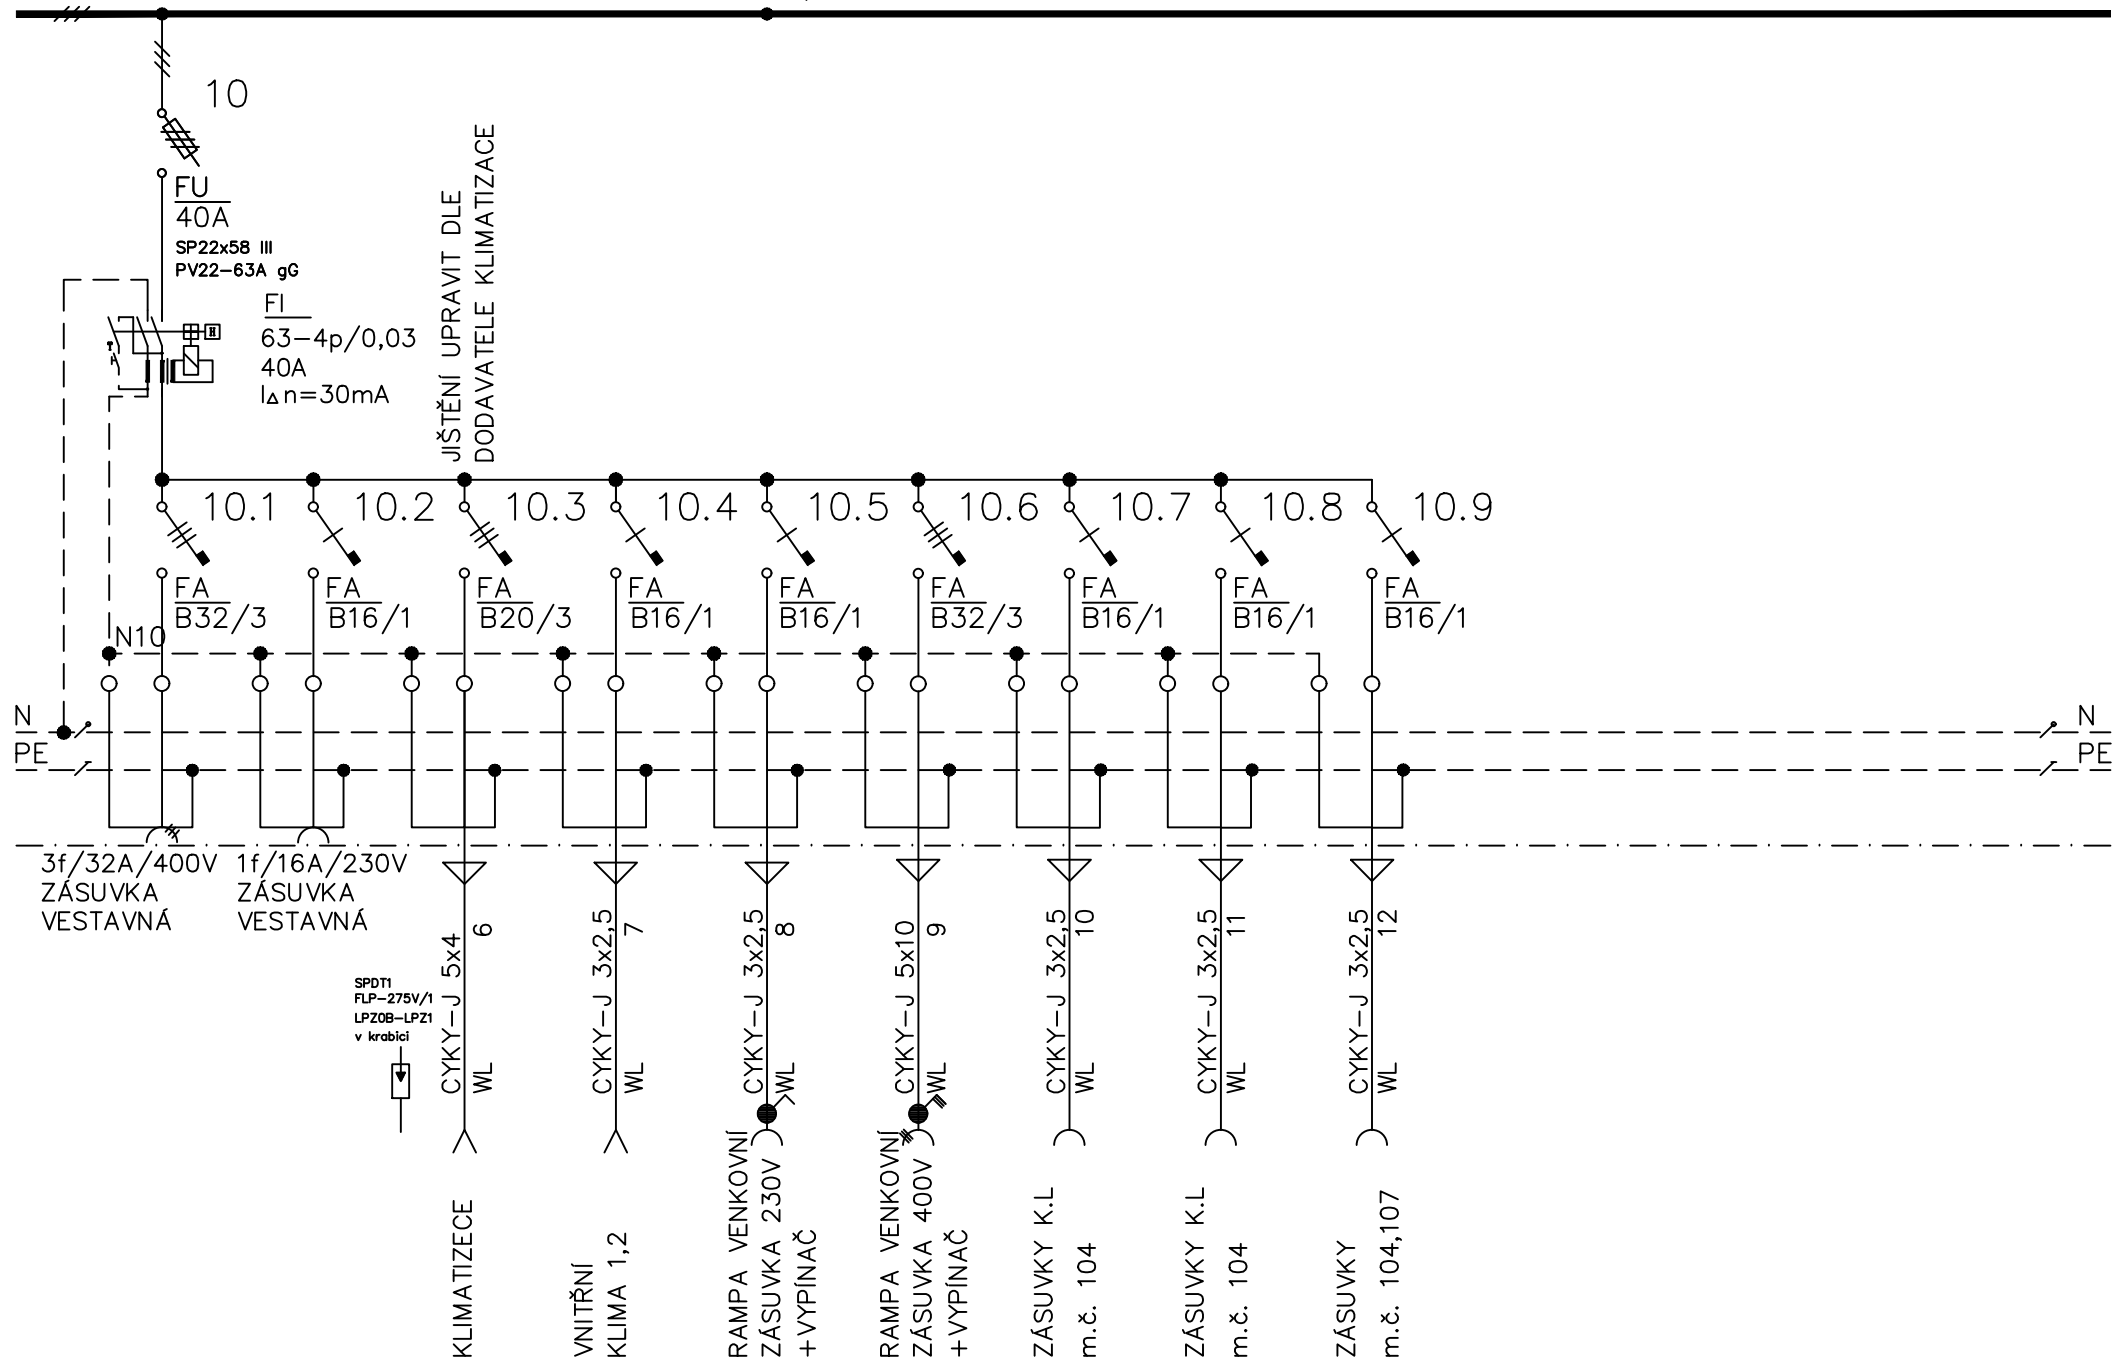 10
FU
40A
SP22x58 III
PV22-63A gG
FI
63-4p/0,03
40A
I∆n=30mA
JIŠTĚNÍ UPRAVIT DLE
DODAVATELE KLIMATIZACE
10.1
10.2
10.3
10.4
10.5
10.6
10.7
10.8
10.9
FA
B32/3
FA
B16/1
FA
B20/3
FA
B16/1
FA
B16/1
FA
B32/3
FA
B16/1
FA
B16/1
FA
B16/1
N10
N
PE
N
PE
3f/32A/400V
ZÁSUVKA
VESTAVNÁ
1f/16A/230V
ZÁSUVKA
VESTAVNÁ
SPDT1
FLP-275V/1
LPZ0B-LPZ1
v krabici
CYKY-J 5x4
WL 6
CYKY-J 3x2,5
WL 7
CYKY-J 3x2,5
WL 8
CYKY-J 5x10
WL 9
CYKY-J 3x2,5
WL 10
CYKY-J 3x2,5
WL 11
CYKY-J 3x2,5
WL 12
KLIMATIZECE
VNITŘNÍ
KLIMA 1,2
RAMPA VENKOVNÍ
ZÁSUVKA 230V
+VYPÍNAČ
RAMPA VENKOVNÍ
ZÁSUVKA 400V
+VYPÍNAČ
ZÁSUVKY K.L
m.č. 104
ZÁSUVKY K.L
m.č. 104
ZÁSUVKY
m.č. 104,107